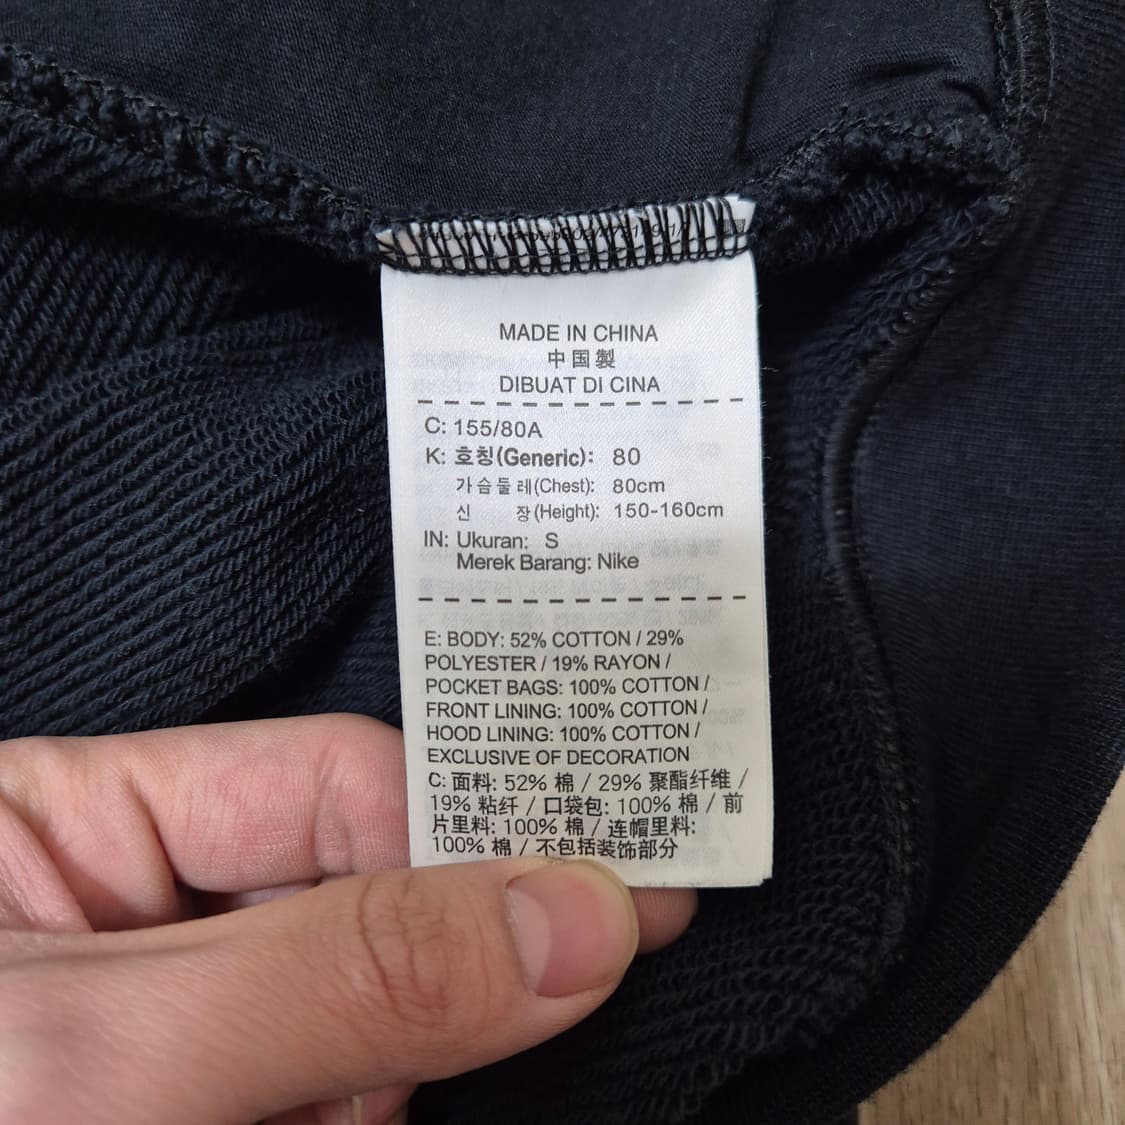 MADE IN CHINA
中国製
DIBUAT DI CINA
C: 155/80A
K: 호칭(Generic): 80
가슴둘레(Chest): 80cm
신 장(Height): 150-160cm
IN: Ukuran: S
Merek Barang: Nike
E: BODY: 52% COTTON / 29%
POLYESTER / 19% RAYON /
POCKET BAGS: 100% COTTON /
FRONT LINING: 100% COTTON /
HOOD LINING: 100% COTTON /
EXCLUSIVE OF DECORATION
C: 面料: 52% 棉 / 29% 聚酯纤维 /
19% 粘纤 / 口袋包: 100% 棉 / 前
片里料: 100% 棉 / 连帽里料:
100% 棉 / 不包括装饰部分